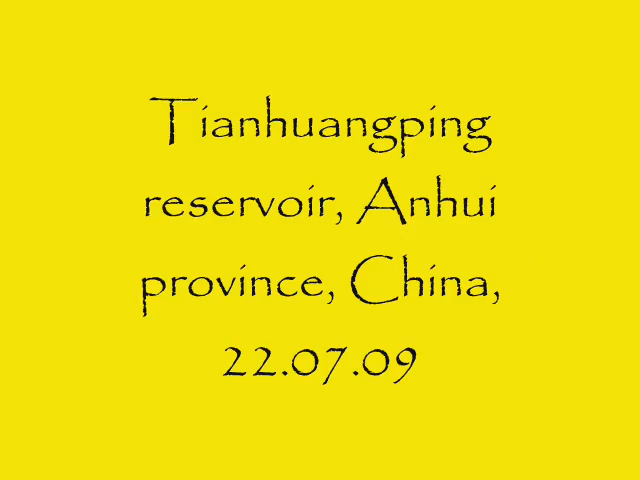 Tianhuangping
reservoir, Anhui
province, China,
22.07.09